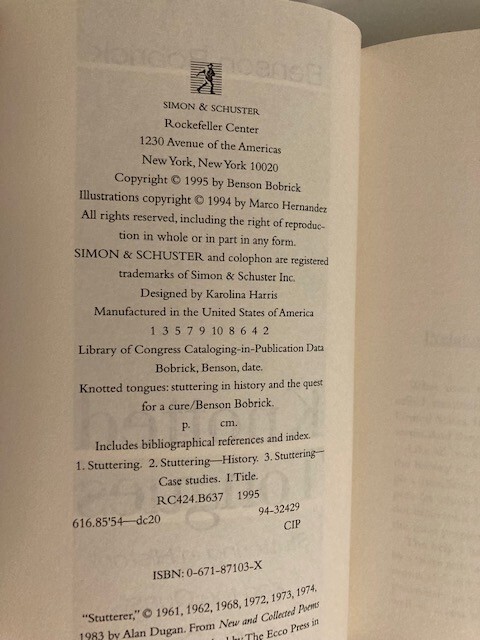 SIMON & SCHUSTER
Rockefeller Center
1230 Avenue of the Americas
New York, New York 10020
Copyright © 1995 by Benson Bobrick
Illustrations copyright © 1994 by Marco Hernandez
All rights reserved, including the right of reproduc-
tion in whole or in part in any form.
SIMON & SCHUSTER and colophon are registered
trademarks of Simon & Schuster Inc.
Designed by Karolina Harris
Manufactured in the United States of America
1 3 5 7 9 10 8 6 4 2
Library of Congress Cataloging-in-Publication Data
Bobrick, Benson, date.
Knotted tongues: stuttering in history and the quest
for a cure/Benson Bobrick.
p. cm.
Includes bibliographical references and index.
1. Stuttering. 2. Stuttering—History. 3. Stuttering—
Case studies. I.Title.
RC424.B637 1995
616.85'54—dc20 94-32429
CIP
ISBN: 0-671-87103-X
"Stutterer," © 1961, 1962, 1968, 1972, 1973, 1974,
1983 by Alan Dugan. From New and Collected Poems
by The Ecco Press in